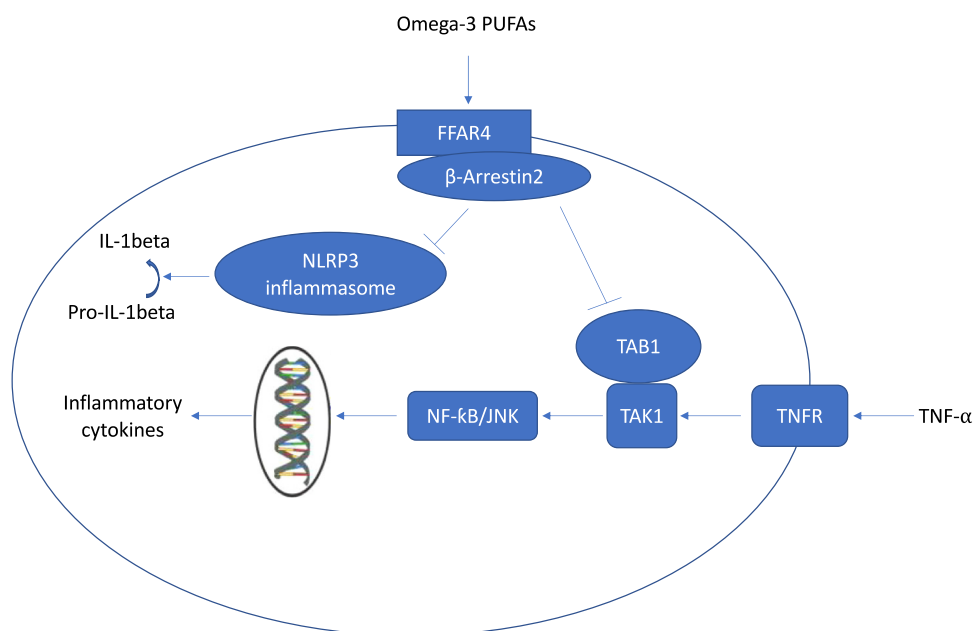 Omega-3 PUFAs
FFAR4
β-Arrestin2
IL-1beta
NLRP3
inflammasome
Pro-IL-1beta
TAB1
Inflammatory
cytokines
NF-ƙB/JNK
TAK1
TNFR
TNF-α